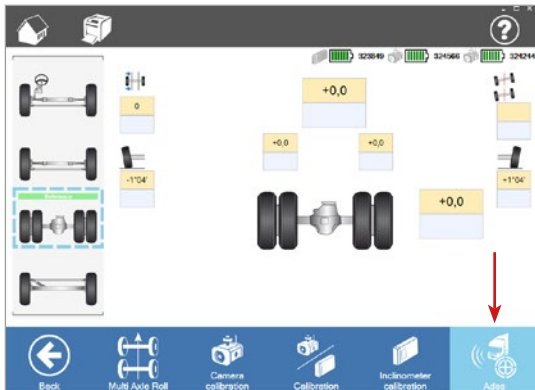 ?
323849 324566 324244
+0,0
0
+0,0 +0,0
-1°04' +1°04'
Reference
+0,0
Back Multi Axle Roll Camera calibration Calibration Inclinometer calibration Adas